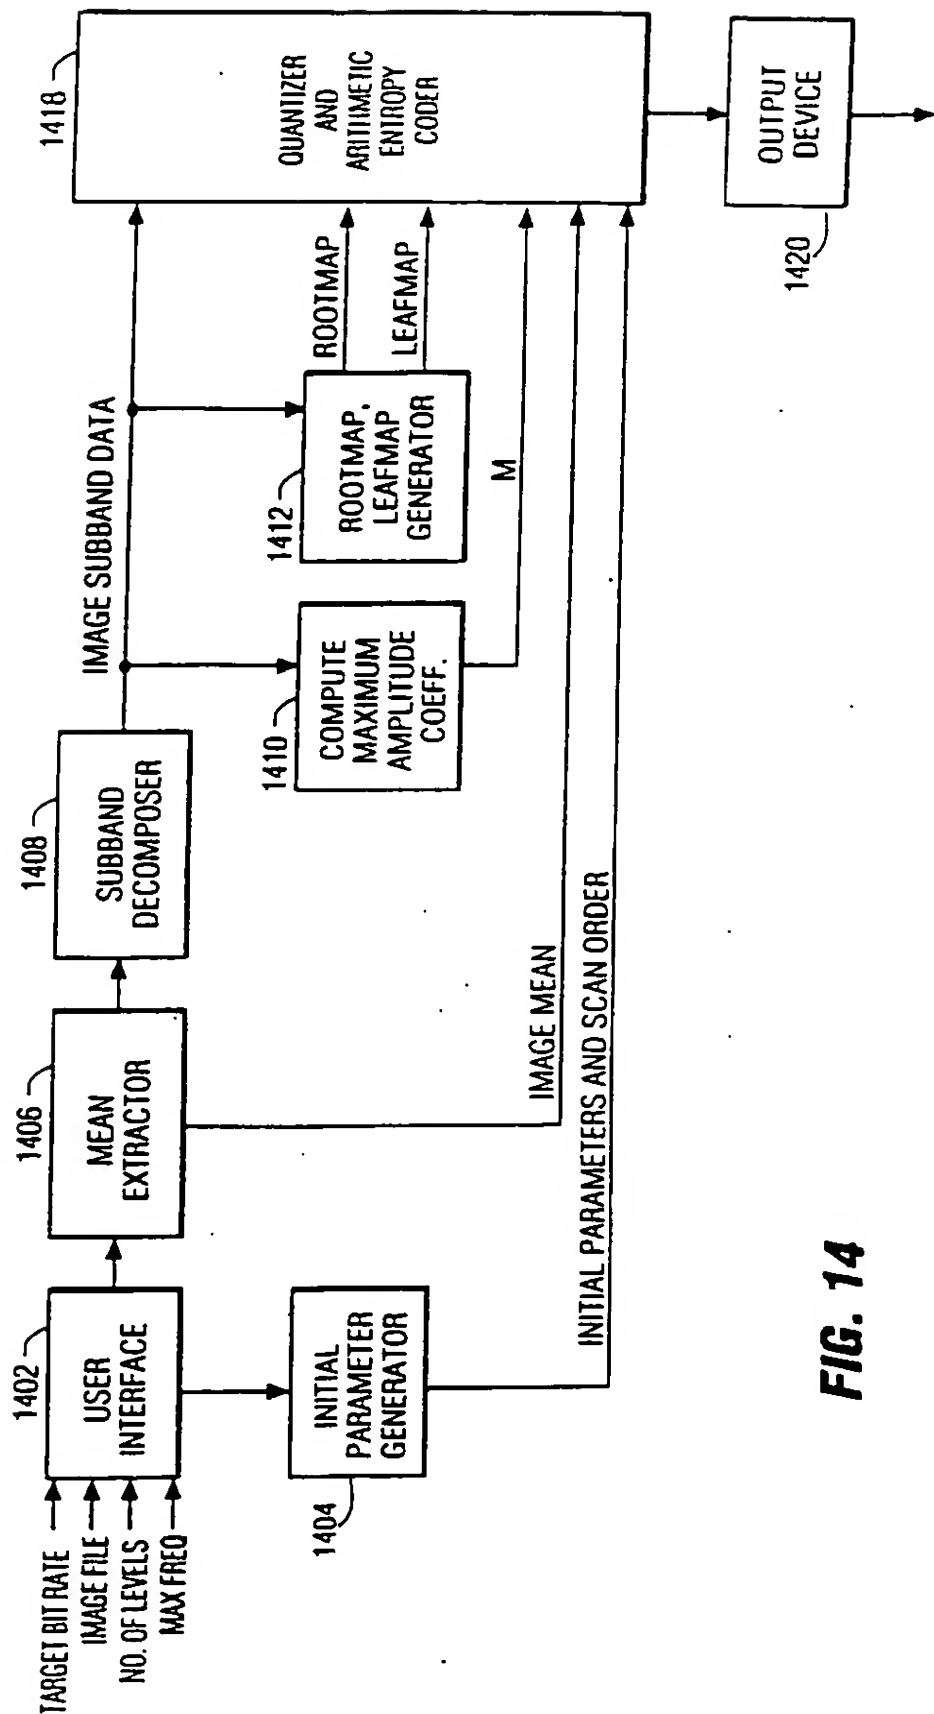 TARGET BIT RATE
IMAGE FILE
NO. OF LEVELS
MAX FREQ
1402
USER
INTERFACE
1404
INITIAL
PARAMETER
GENERATOR
1406
MEAN
EXTRACTOR
1408
SUBBAND
DECOMPOSER
IMAGE SUBBAND DATA
1410
COMPUTE
MAXIMUM
AMPLITUDE
COEFF.
1412
ROOTMAP,
LEAFMAP
GENERATOR
ROOTMAP
LEAFMAP
M
IMAGE MEAN
INITIAL PARAMETERS AND SCAN ORDER
1418
QUANTIZER
AND
ARITHMETIC
ENTROPY
CODER
OUTPUT
DEVICE
1420
FIG. 14